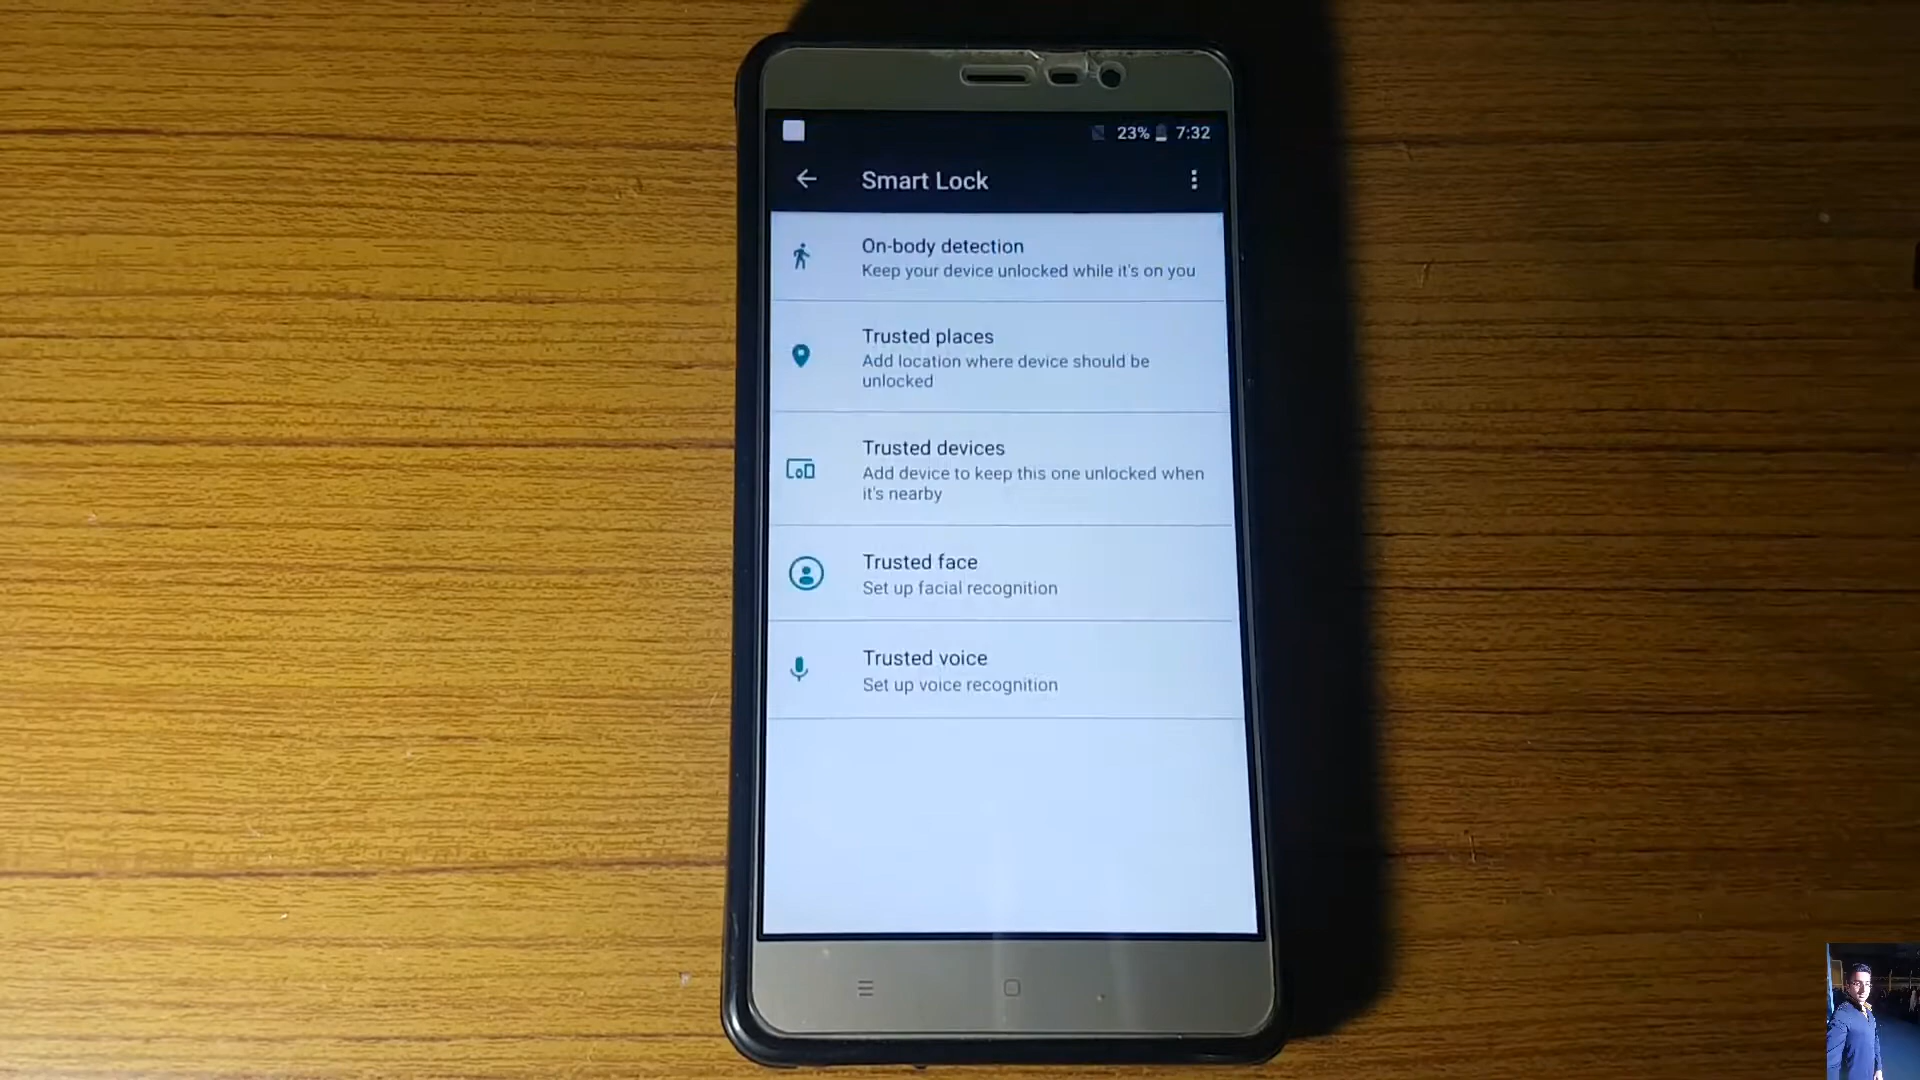 23% 7:32
Smart Lock
On-body detection
Keep your device unlocked while it's on you
Trusted places
Add location where device should be
unlocked
Trusted devices
Add device to keep this one unlocked when
it's nearby
Trusted face
Set up facial recognition
Trusted voice
Set up voice recognition